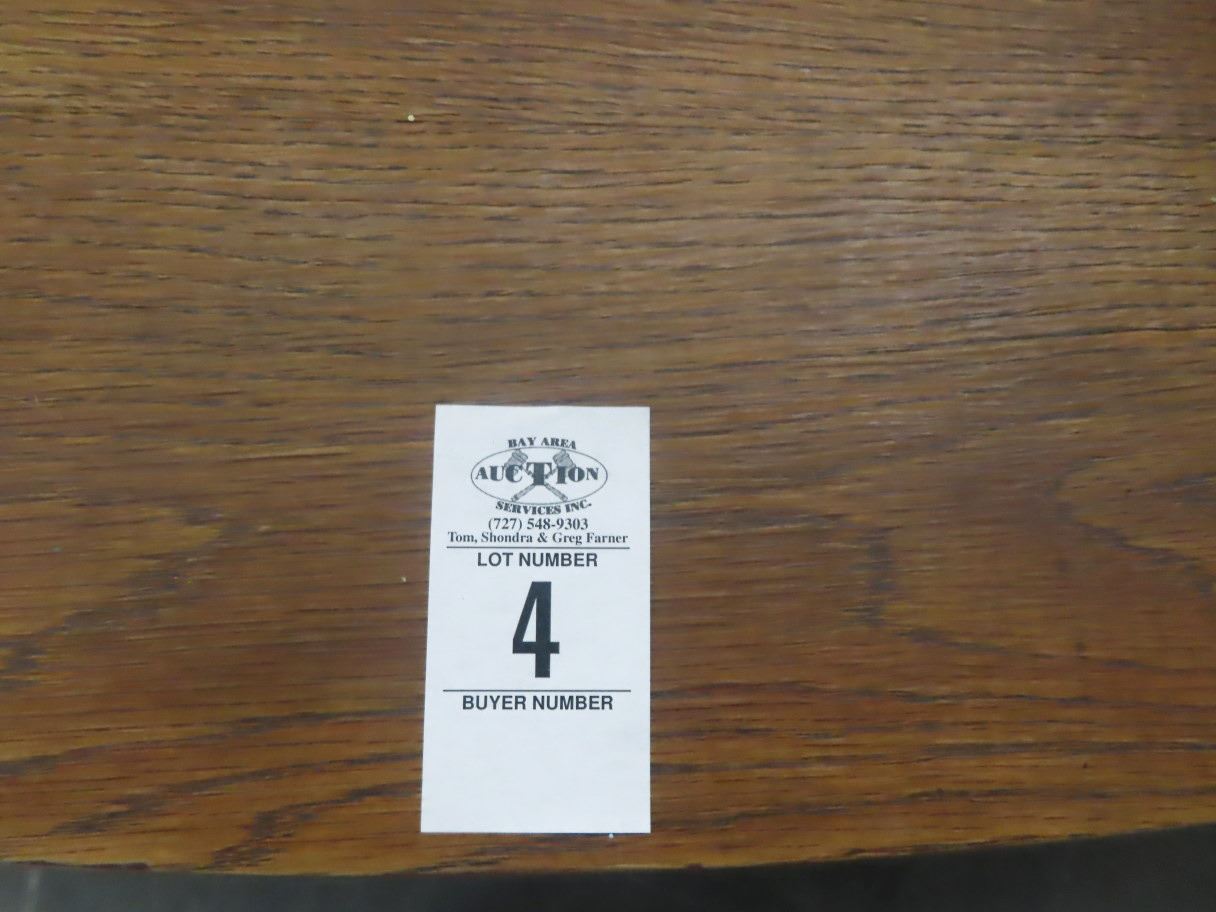 BAY AREA
AUCTION
SERVICES INC.
(727) 548-9303
Tom, Shondra & Greg Farner
LOT NUMBER
4
BUYER NUMBER